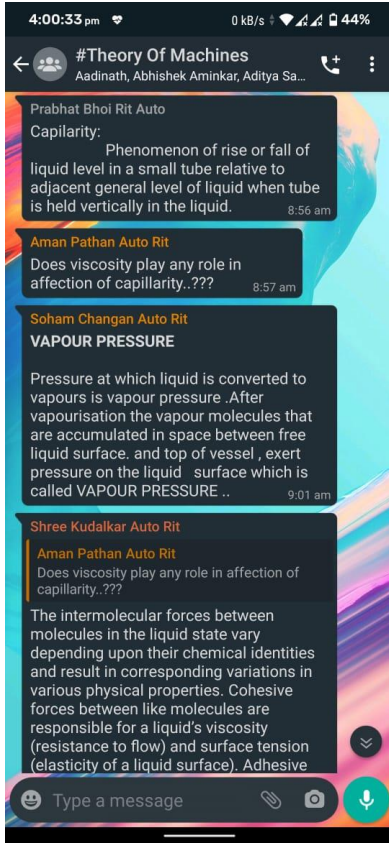 4:00:33 pm
0 kB/s
44%
#Theory Of Machines
Aadinath, Abhishek Aminkar, Aditya Sa...
Prabhat Bhoi Rit Auto
Capilarity:
Phenomenon of rise or fall of
liquid level in a small tube relative to
adjacent general level of liquid when tube
is held vertically in the liquid.
8:56 am
Aman Pathan Auto Rit
Does viscosity play any role in
affection of capillarity..???
8:57 am
Soham Changan Auto Rit
VAPOUR PRESSURE
Pressure at which liquid is converted to
vapours is vapour pressure .After
vapourisation the vapour molecules that
are accumulated in space between free
liquid surface. and top of vessel , exert
pressure on the liquid surface which is
called VAPOUR PRESSURE ..
9:01 am
Shree Kudalkar Auto Rit
Aman Pathan Auto Rit
Does viscosity play any role in affection of
capillarity..???
The intermolecular forces between
molecules in the liquid state vary
depending upon their chemical identities
and result in corresponding variations in
various physical properties. Cohesive
forces between like molecules are
responsible for a liquid’s viscosity
(resistance to flow) and surface tension
(elasticity of a liquid surface). Adhesive
Type a message